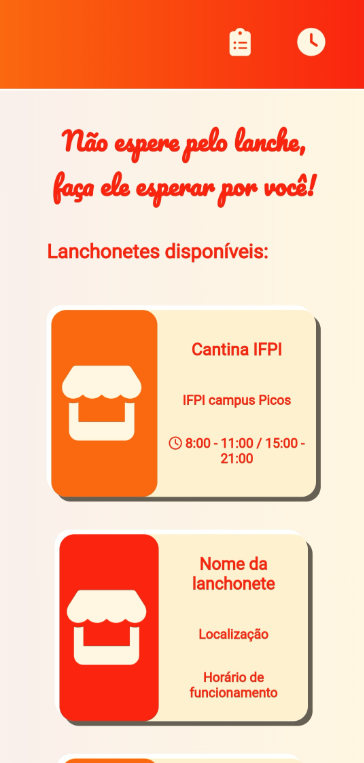 Não espere pelo lanche,
faça ele esperar por você!
Lanchonetes disponíveis:
Cantina IFPI
IFPI campus Picos
8:00 - 11:00 / 15:00 -
21:00
Nome da
lanchonete
Localização
Horário de
funcionamento